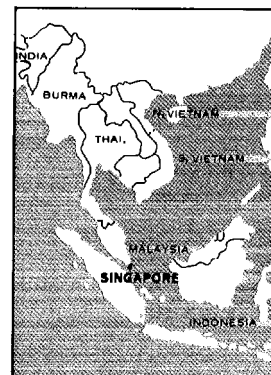 INDIA
BURMA
N. VIETNAM
THAI.
S. VIETNAM
MALAYSIA
SINGAPORE
INDONESIA